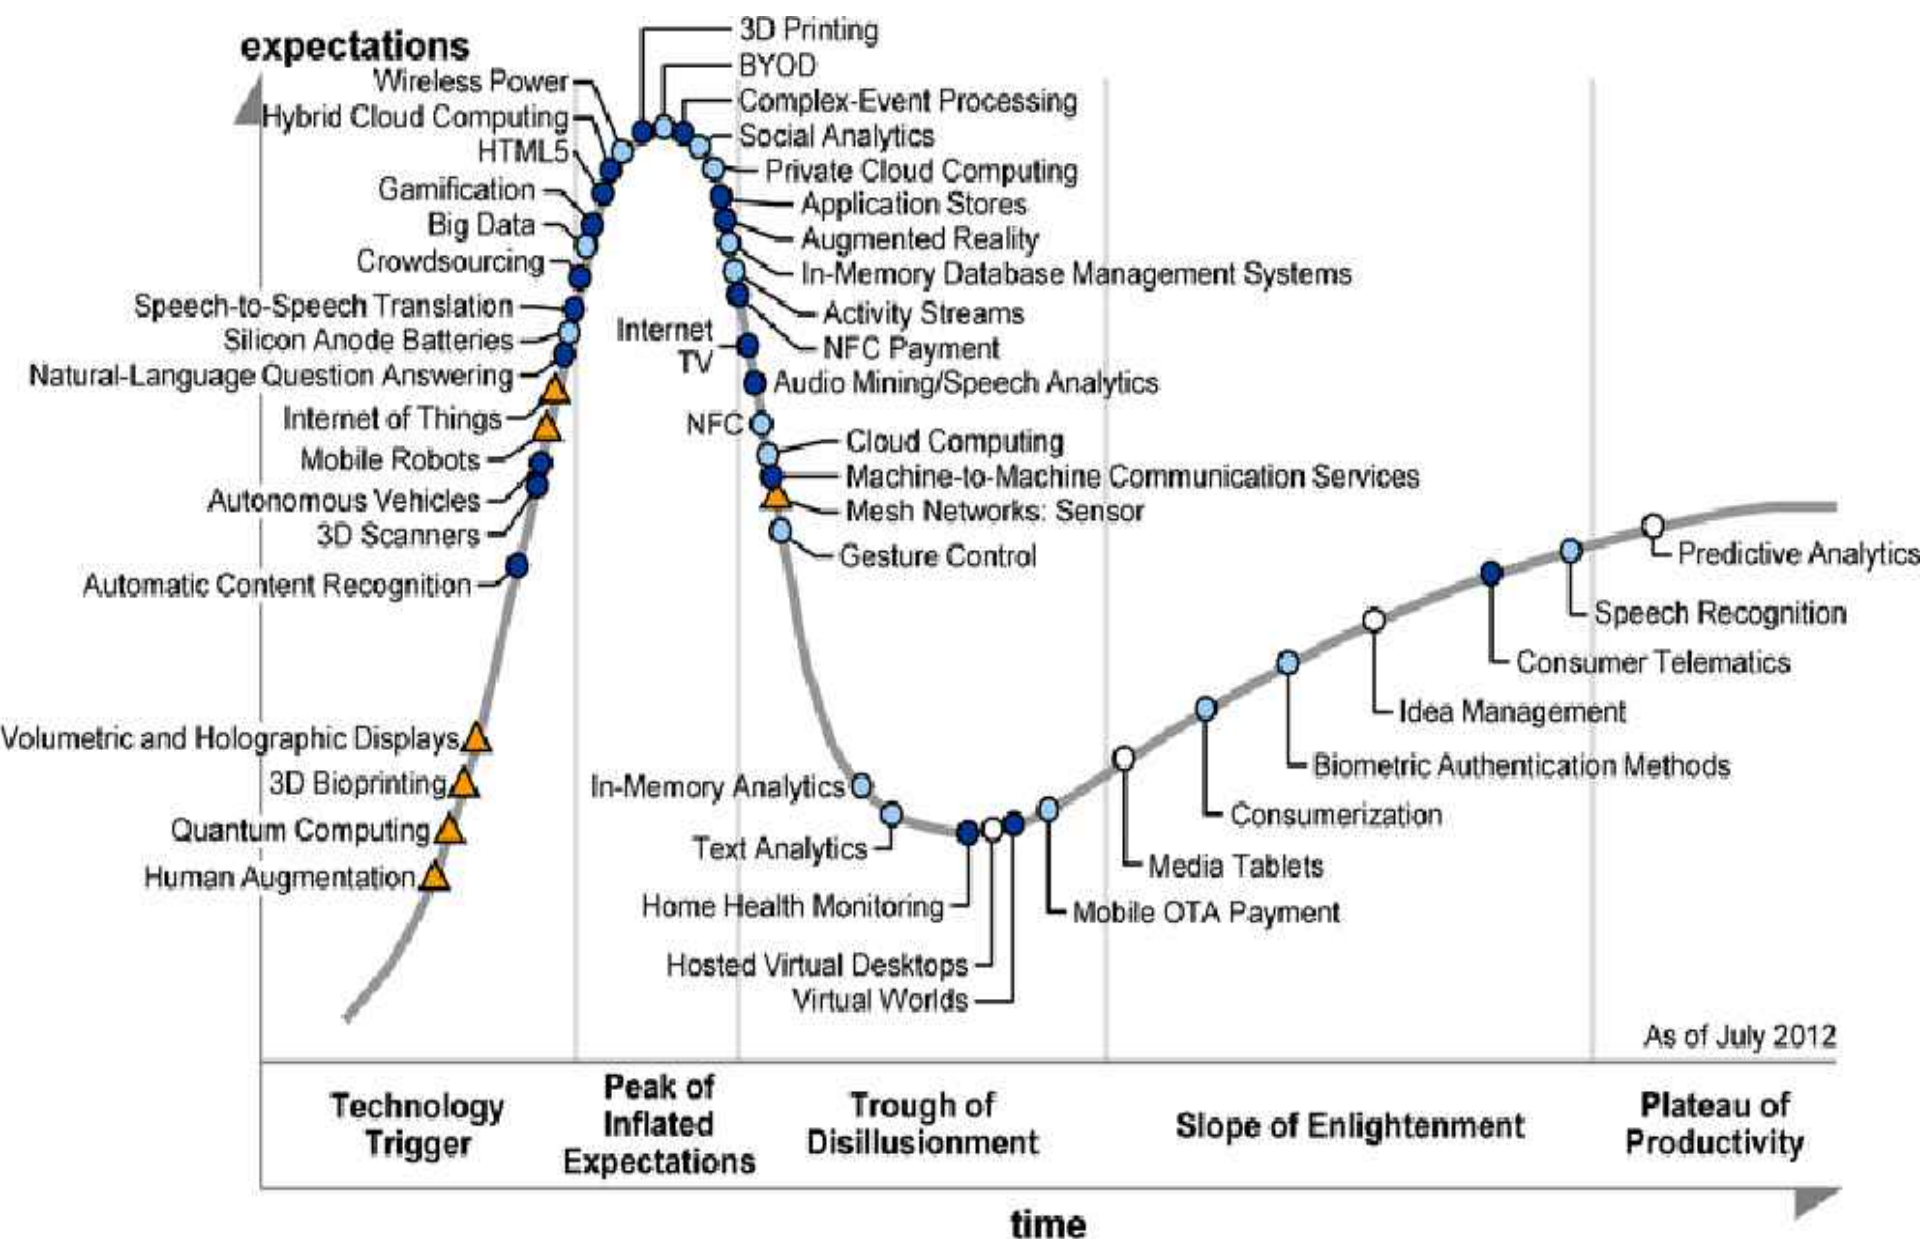 expectations
3D Printing
BYOD
Wireless Power
Complex-Event Processing
Hybrid Cloud Computing
Social Analytics
HTML5
Private Cloud Computing
Gamification
Application Stores
Big Data
Augmented Reality
Crowdsourcing
In-Memory Database Management Systems
Speech-to-Speech Translation
Activity Streams
Silicon Anode Batteries
Internet
TV
NFC Payment
Natural-Language Question Answering
Audio Mining/Speech Analytics
Internet of Things
NFC
Cloud Computing
Mobile Robots
Machine-to-Machine Communication Services
Autonomous Vehicles
Mesh Networks: Sensor
3D Scanners
Gesture Control
Automatic Content Recognition
Predictive Analytics
Speech Recognition
Consumer Telematics
Idea Management
Volumetric and Holographic Displays
Biometric Authentication Methods
3D Bioprinting
In-Memory Analytics
Consumerization
Quantum Computing
Text Analytics
Media Tablets
Human Augmentation
Home Health Monitoring
Mobile OTA Payment
Hosted Virtual Desktops
Virtual Worlds
As of July 2012
Technology
Trigger
Peak of
Inflated
Expectations
Trough of
Disillusionment
Slope of Enlightenment
Plateau of
Productivity
time